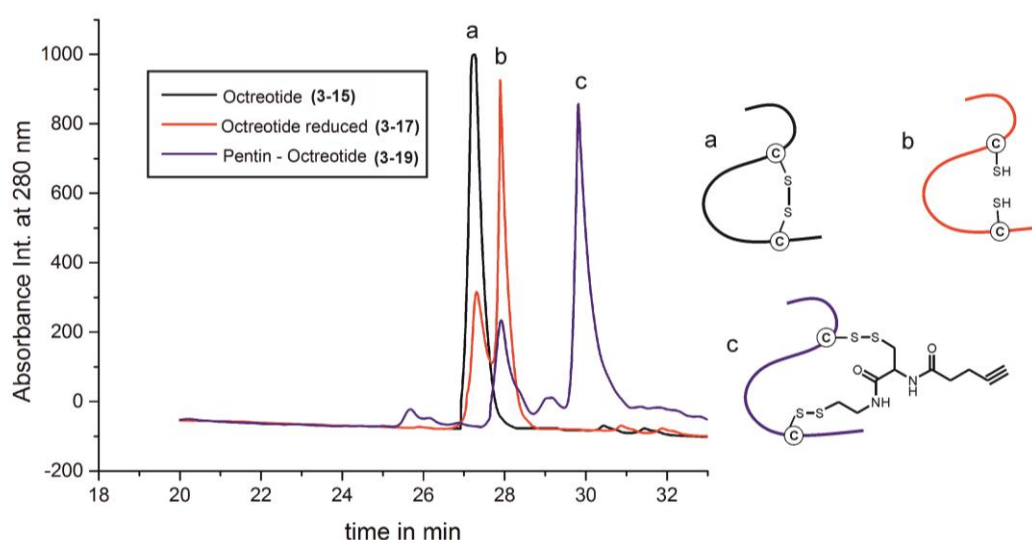 a
b
c
1000
800
600
400
200
0
-200
Absorbance Int. at 280 nm
Octreotide (3-15)
Octreotide reduced (3-17)
Pentin - Octreotide (3-19)
18 20 22 24 26 28 30 32
time in min
a
C
S
S
C
b
C
SH
SH
C
c
C S S
O
O
N
H
S S
NH
C